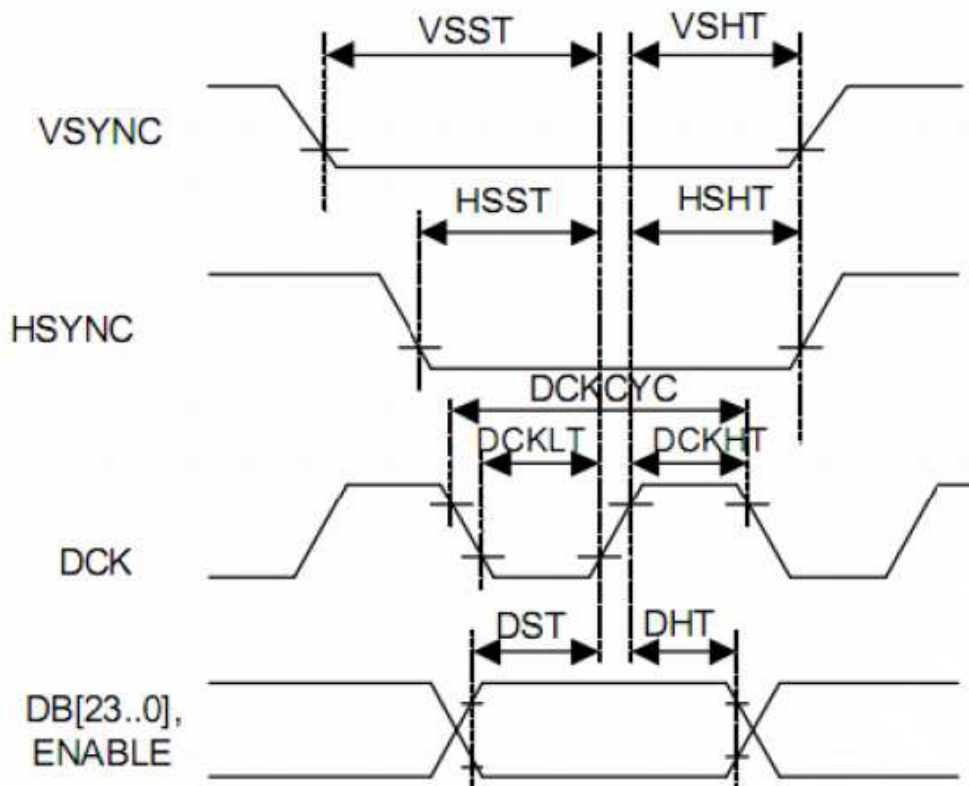 VSST VSHT
VSYNC
HSST HSHT
HSYNC
DCKCYC
DCKLT DCKHT
DCK
DST DHT
DB[23..0],
ENABLE